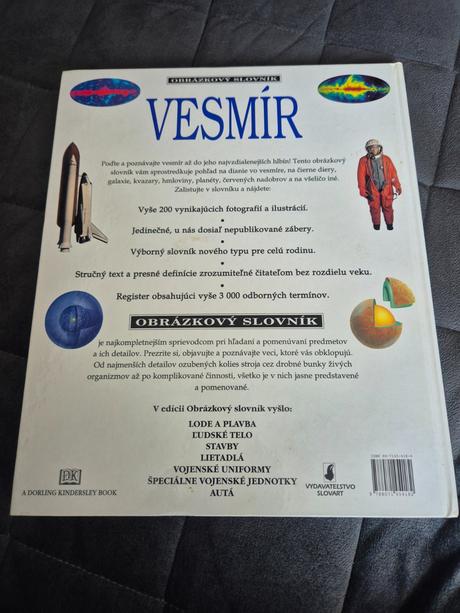 OBRÁZKOVÝ SLOVNÍK
VESMÍR
Poďte a poznávajte vesmír až do jeho najvzdialenejších hlbín! Tento obrázkový
slovník vám sprostredkuje pohľad na dianie vo vesmíre, na čierne diery,
galaxie, kvazary, hmloviny, planéty, červených nadobrov a na všeličo iné.
Zalistujte v slovníku a nájdete:
Vyše 200 vynikajúcich fotografií a ilustrácií.
•
Jedinečné, u nás dosiaľ nepublikované zábery.
•
Výborný slovník nového typu pre celú rodinu.
•
Stručný text a presné definície zrozumiteľné čitateľom bez rozdielu veku.
•
Register obsahujúci vyše 3 000 odborných termínov.
OBRÁZKOVÝ SLOVNÍK
je najkompletnejším sprievodcom pri hľadaní a pomenúvaní predmetov
a ich detailov. Prezrite si, objavujte a poznávajte veci, ktoré vás obklopujú.
Od najmenších detailov ozubených kolies stroja cez drobné bunky živých
organizmov až po komplikované činnosti, všetko je v nich jasne predstavené
a pomenované.
V edícii Obrázkový slovník vyšlo:
LODE A PLAVBA
ĽUDSKÉ TELO
STAVBY
LIETADLÁ
VOJENSKÉ UNIFORMY
ŠPECIÁLNE VOJENSKÉ JEDNOTKY
AUTÁ
DK
A DORLING KINDERSLEY BOOK
VYDAVATEĽSTVO
SLOVART